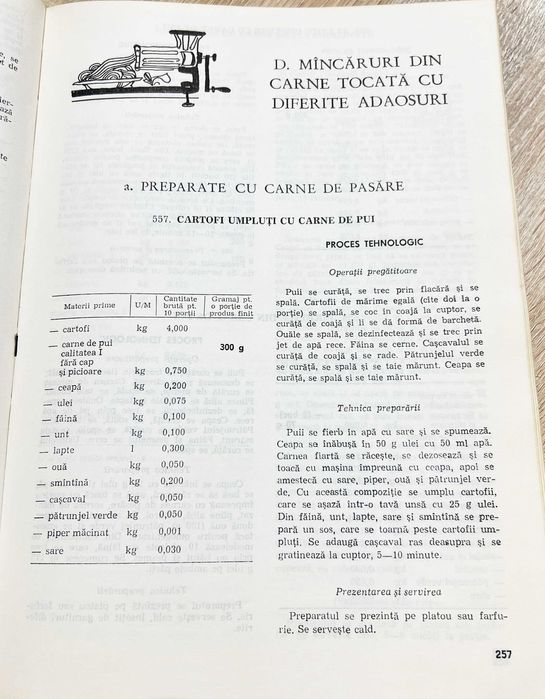 D. MÎNCĂRURI DIN
CARNE TOCATĂ CU
DIFERITE ADAOSURI
a. PREPARATE CU CARNE DE PASĂRE
557. CARTOFI UMPLUȚI CU CARNE DE PUI
Materii prime | U/M | Cantitate brută pt. 10 porții | Gramaj pt. o porție de produs finit
— cartofi kg 4,000
— carne de pui
calitatea I 300 g
fără cap
și picioare kg 0,750
— ceapă kg 0,200
— ulei kg 0,075
— făină kg 0,100
— unt kg 0,100
— lapte l 0,300
— ouă kg 0,050
— smîntină kg 0,200
— cașcaval kg 0,050
— pătrunjel verde kg 0,050
— piper măcinat kg 0,001
— sare kg 0,030
PROCES TEHNOLOGIC
Operații pregătitoare
Puii se curăță, se trec prin flacără și se
spală. Cartofii de mărime egală (cite doi la o
porție) se spală, se coc în coajă la cuptor, se
curăță de coajă și li se dă formă de barchetă.
Ouăle se spală, se dezinfectează și se trec prin
jet de apă rece. Făina se cerne. Cașcavalul se
curăță de coajă și se rade. Pătrunjelul verde
se curăță, se spală și se taie mărunt. Ceapa se
curăță, se spală și se taie mărunt.
Tehnica preparării
Puii se fierb în apă cu sare și se spumează.
Ceapa se înăbușă în 50 g ulei cu 50 ml apă.
Carnea fiartă se răcește, se dezosează și se
toacă cu mașina împreună cu ceapa, apoi se
amestecă cu sare, piper, ouă și pătrunjel ver-
de. Cu această compoziție se umplu cartofii,
care se așază într-o tavă unsă cu 25 g ulei.
Din făină, unt, lapte, sare și smîntină se pre-
pară un sos, care se toarnă peste cartofii um-
pluți. Se adaugă cașcaval ras deasupra și se
gratinează la cuptor, 5—10 minute.
Prezentarea și servirea
Preparatul se prezintă pe platou sau farfu-
rie. Se servește cald.
257